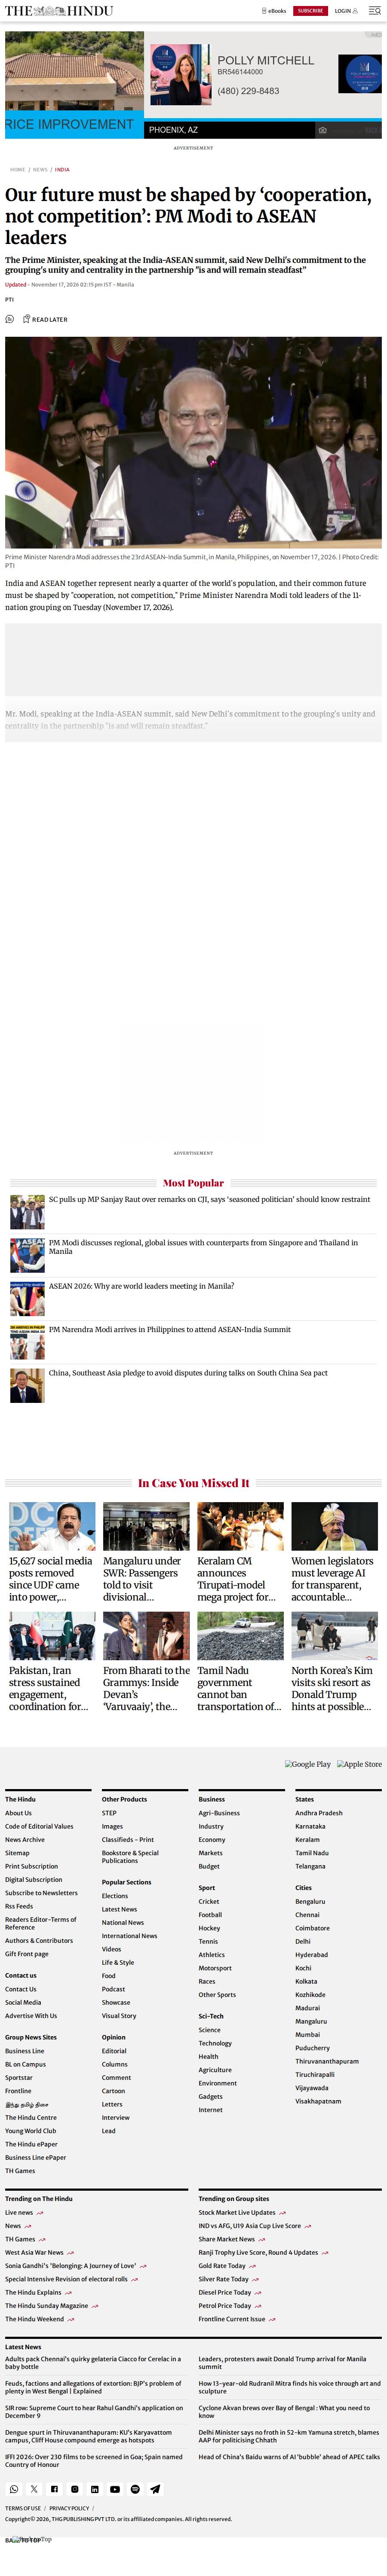 THE HINDU
eBooks
SUBSCRIBE
LOGIN
POLLY MITCHELL
BR546144000
(480) 229-8483
RICE IMPROVEMENT
PHOENIX, AZ
ADVERTISEMENT
HOME / NEWS / INDIA
Our future must be shaped by ‘cooperation,
not competition’: PM Modi to ASEAN
leaders
The Prime Minister, speaking at the India-ASEAN summit, said New Delhi's commitment to the
grouping's unity and centrality in the partnership "is and will remain steadfast”
Updated - November 17, 2026 02:15 pm IST - Manila
PTI
READ LATER
Prime Minister Narendra Modi addresses the 23rd ASEAN-India Summit, in Manila, Philippines, on November 17, 2026. | Photo Credit:
PTI
India and ASEAN together represent nearly a quarter of the world's population, and their common future
must be shaped by "cooperation, not competition," Prime Minister Narendra Modi told leaders of the 11-
nation grouping on Tuesday (November 17, 2026).
Mr. Modi, speaking at the India-ASEAN summit, said New Delhi's commitment to the grouping's unity and
centrality in the partnership "is and will remain steadfast."
ADVERTISEMENT
Most Popular
SC pulls up MP Sanjay Raut over remarks on CJI, says ‘seasoned politician’ should know restraint
PM Modi discusses regional, global issues with counterparts from Singapore and Thailand in
Manila
ASEAN 2026: Why are world leaders meeting in Manila?
PM Narendra Modi arrives in Philippines to attend ASEAN-India Summit
China, Southeast Asia pledge to avoid disputes during talks on South China Sea pact
In Case You Missed It
15,627 social media
posts removed
since UDF came
into power,...
Mangaluru under
SWR: Passengers
told to visit
divisional...
Keralam CM
announces
Tirupati-model
mega project for...
Women legislators
must leverage AI
for transparent,
accountable...
Pakistan, Iran
stress sustained
engagement,
coordination for...
From Bharati to the
Grammys: Inside
Devan’s
‘Varuvaaiy’, the...
Tamil Nadu
government
cannot ban
transportation of...
North Korea’s Kim
visits ski resort as
Donald Trump
hints at possible...
Google Play
Apple Store
The Hindu
About Us
Code of Editorial Values
News Archive
Sitemap
Print Subscription
Digital Subscription
Subscribe to Newsletters
Rss Feeds
Readers Editor-Terms of
Reference
Authors & Contributors
Gift Front page
Contact us
Contact Us
Social Media
Advertise With Us
Group News Sites
Business Line
BL on Campus
Sportstar
Frontline
இந்து தமிழ் திசை
The Hindu Centre
Young World Club
The Hindu ePaper
Business Line ePaper
TH Games
Other Products
STEP
Images
Classifieds - Print
Bookstore & Special
Publications
Popular Sections
Elections
Latest News
National News
International News
Videos
Life & Style
Food
Podcast
Showcase
Visual Story
Opinion
Editorial
Columns
Comment
Cartoon
Letters
Interview
Lead
Business
Agri-Business
Industry
Economy
Markets
Budget
Sport
Cricket
Football
Hockey
Tennis
Athletics
Motorsport
Races
Other Sports
Sci-Tech
Science
Technology
Health
Agriculture
Environment
Gadgets
Internet
States
Andhra Pradesh
Karnataka
Keralam
Tamil Nadu
Telangana
Cities
Bengaluru
Chennai
Coimbatore
Delhi
Hyderabad
Kochi
Kolkata
Kozhikode
Madurai
Mangaluru
Mumbai
Puducherry
Thiruvananthapuram
Tiruchirapalli
Vijayawada
Visakhapatnam
Trending on The Hindu
Live news
News
TH Games
West Asia War News
Sonia Gandhi's 'Belonging: A Journey of Love'
Special Intensive Revision of electoral rolls
The Hindu Explains
The Hindu Sunday Magazine
The Hindu Weekend
Trending on Group sites
Stock Market Live Updates
IND vs AFG, U19 Asia Cup Live Score
Share Market News
Ranji Trophy Live Score, Round 4 Updates
Gold Rate Today
Silver Rate Today
Diesel Price Today
Petrol Price Today
Frontline Current Issue
Latest News
Adults pack Chennai’s quirky gelateria Ciacco for Cerelac in a
baby bottle
Leaders, protesters await Donald Trump arrival for Manila
summit
Feuds, factions and allegations of extortion: BJP’s problem of
plenty in West Bengal | Explained
How 13-year-old Rudranil Mitra finds his voice through art and
sculpture
SIR row: Supreme Court to hear Rahul Gandhi’s application on
December 9
Cyclone Akvan brews over Bay of Bengal : What you need to
know
Dengue spurt in Thiruvananthapuram: KU’s Karyavattom
campus, Cliff House compound emerge as hotspots
Delhi Minister says no froth in 52-km Yamuna stretch, blames
AAP for politicising Chhath
IFFI 2026: Over 230 films to be screened in Goa; Spain named
Country of Honour
Head of China’s Baidu warns of AI ‘bubble’ ahead of APEC talks
TERMS OF USE / PRIVACY POLICY /
Copyright© 2026, THG PUBLISHING PVT LTD. or its affiliated companies. All rights reserved.
BACK TO TOP